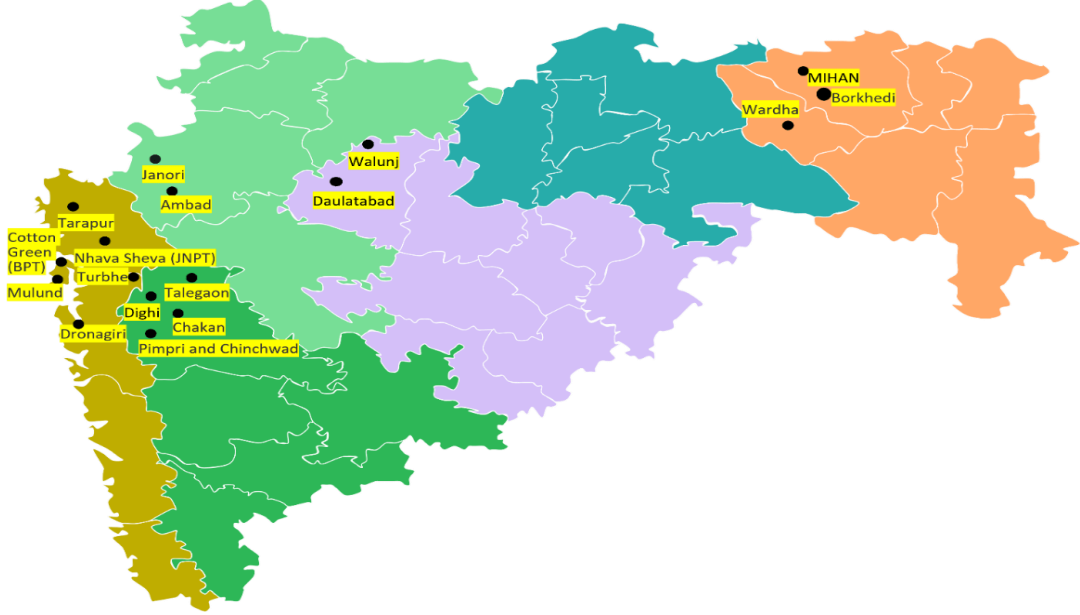 MIHAN
Borkhedi
Wardha
Walunj
Janori
Daulatabad
Ambad
Tarapur
Cotton
Green
(BPT)
Nhava Sheva (JNPT)
Turbhe
Mulund
Talegaon
Dighi
Chakan
Dronagiri
Pimpri and Chinchwad